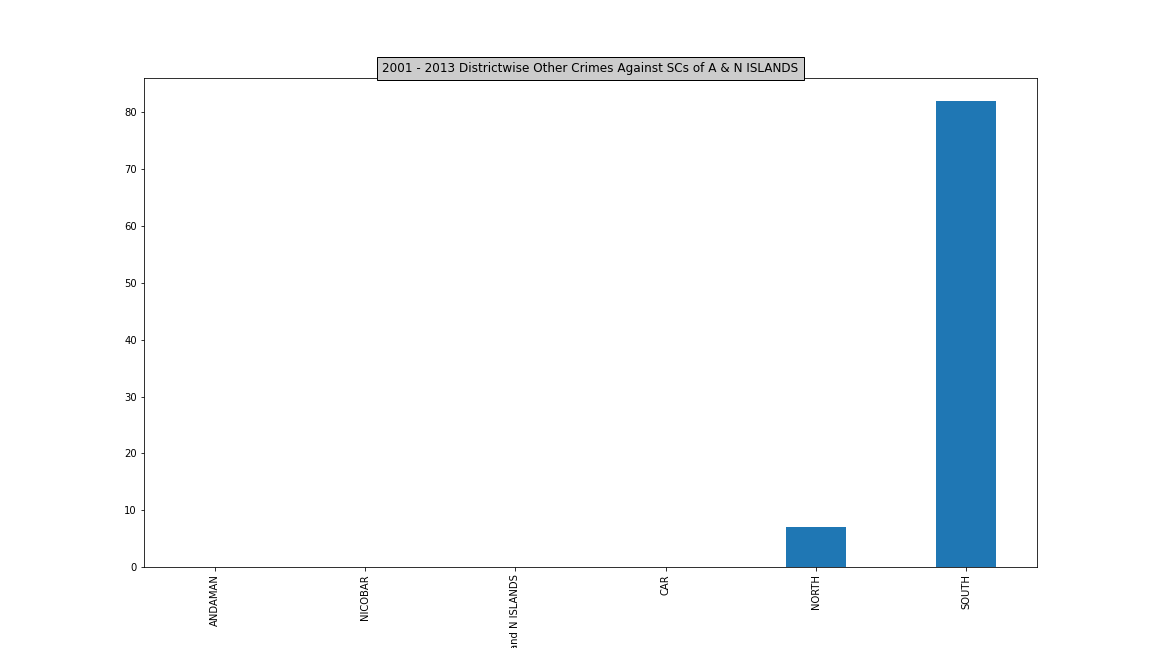 2001 - 2013 Districtwise Other Crimes Against SCs of A & N ISLANDS
80
70
60
50
40
30
20
10
0
ANDAMAN
NICOBAR
and N ISLANDS
CAR
NORTH
SOUTH